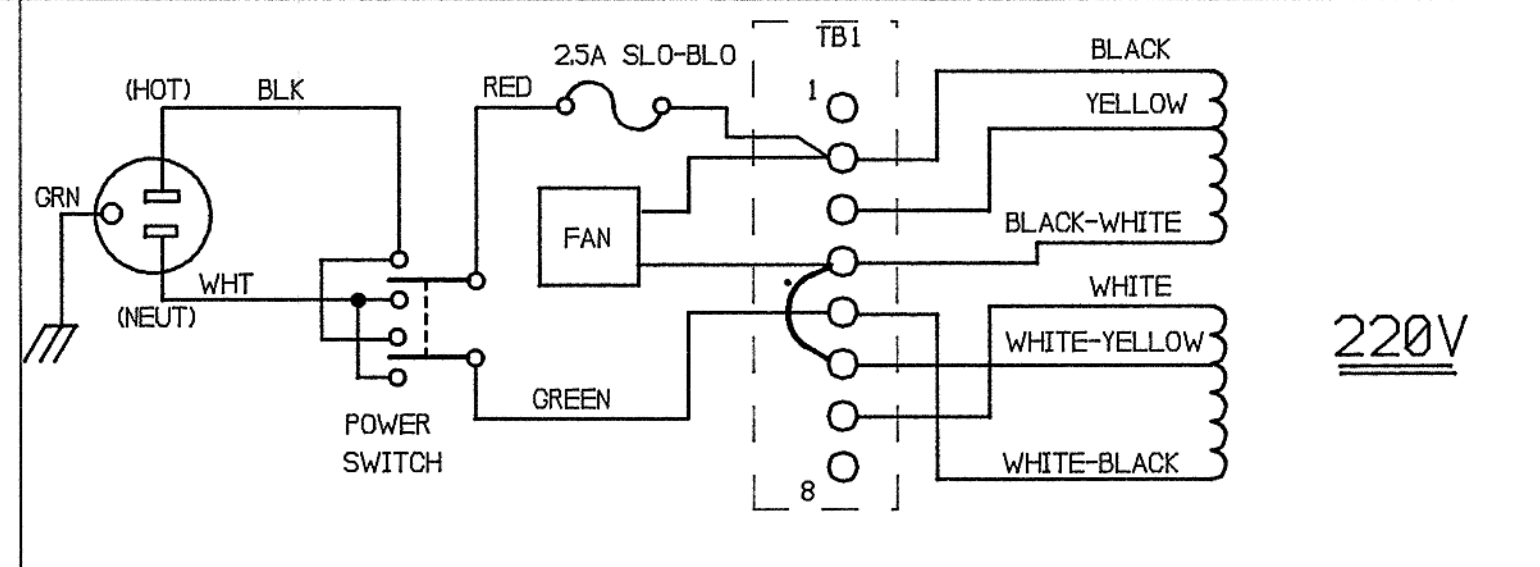 TB1
2.5A SLO-BLO
BLACK
(HOT)
BLK
RED
1
YELLOW
GRN
FAN
BLACK-WHITE
WHT
WHITE
(NEUT)
WHITE-YELLOW
220V
GREEN
POWER
SWITCH
WHITE-BLACK
8